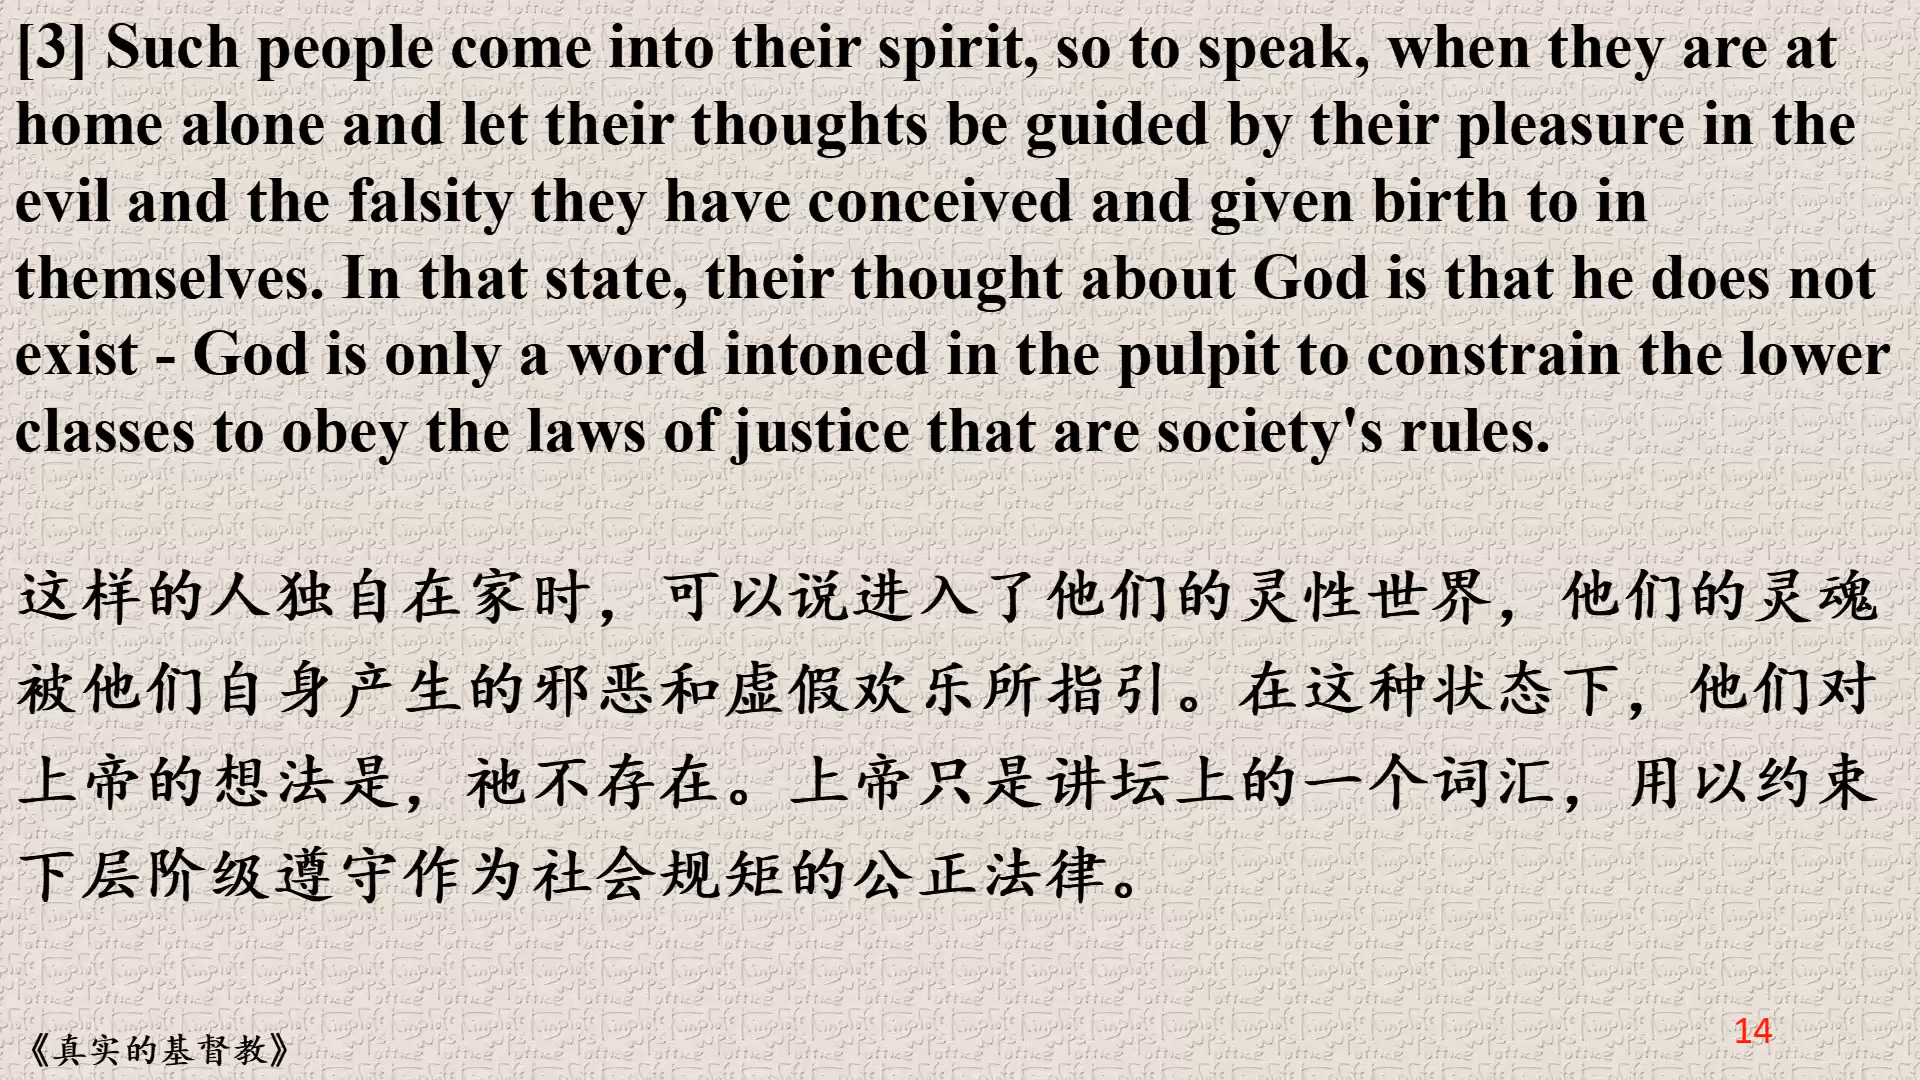 [3] Such people come into their spirit, so to speak, when they are at
home alone and let their thoughts be guided by their pleasure in the
evil and the falsity they have conceived and given birth to in
themselves. In that state, their thought about God is that he does not
exist - God is only a word intoned in the pulpit to constrain the lower
classes to obey the laws of justice that are society's rules.
这样的人独自在家时，可以说进入了他们的灵性世界，他们的灵魂
被他们自身产生的邪恶和虚假欢乐所指引。在这种状态下，他们对
上帝的想法是，祂不存在。上帝只是讲坛上的一个词汇，用以约束
下层阶级遵守作为社会规矩的公正法律。
《真实的基督教》
14